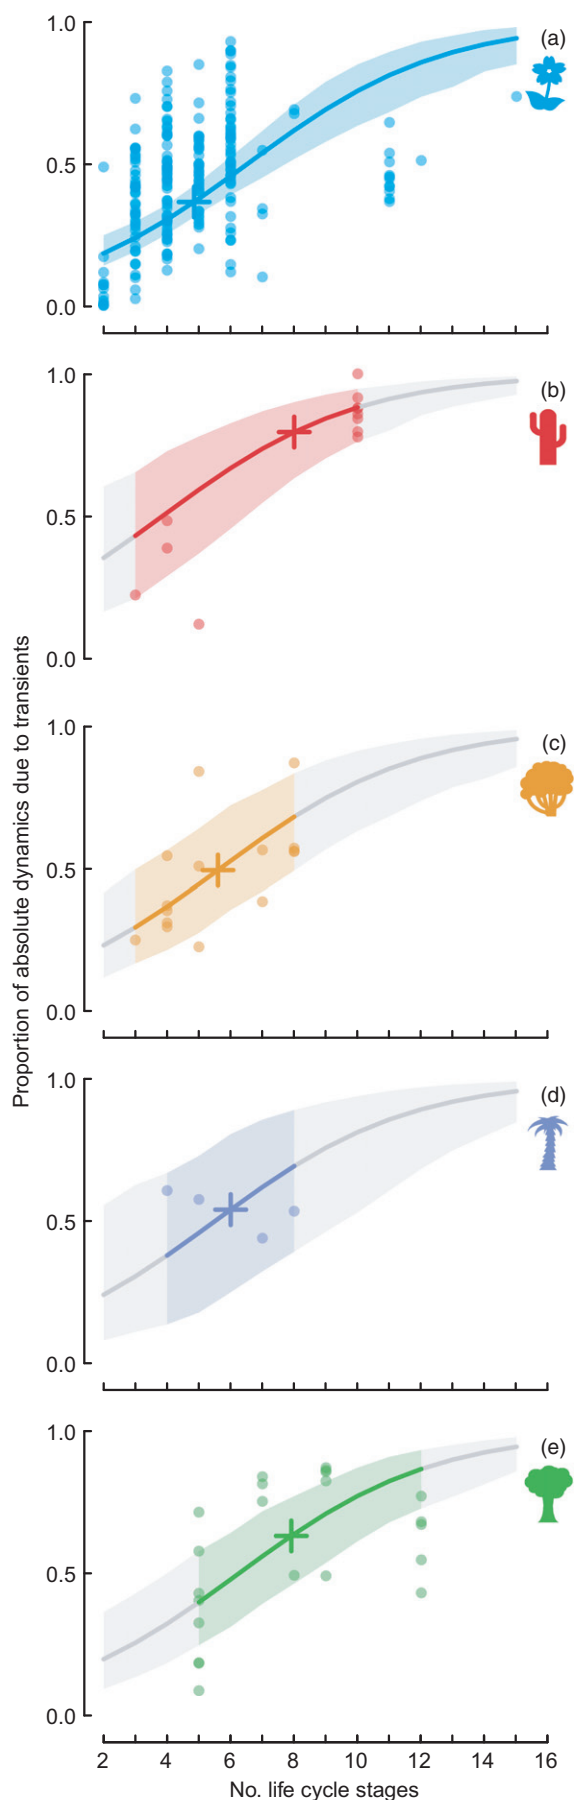 Proportion of absolute dynamics due to transients
(a)
1.0
0.5
0.0
(b)
1.0
0.5
0.0
(c)
1.0
0.5
0.0
(d)
1.0
0.5
0.0
(e)
1.0
0.5
0.0
2 4 6 8 10 12 14 16
No. life cycle stages